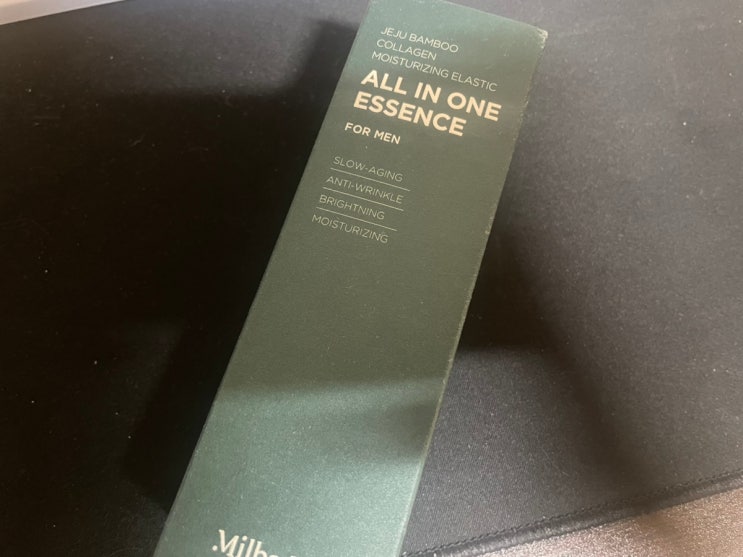 JEJU BAMBOO
COLLAGEN
MOISTURIZING ELASTIC
ALL IN ONE
ESSENCE
FOR MEN
SLOW-AGING
ANTI-WRINKLE
BRIGHTNING
MOISTURIZING